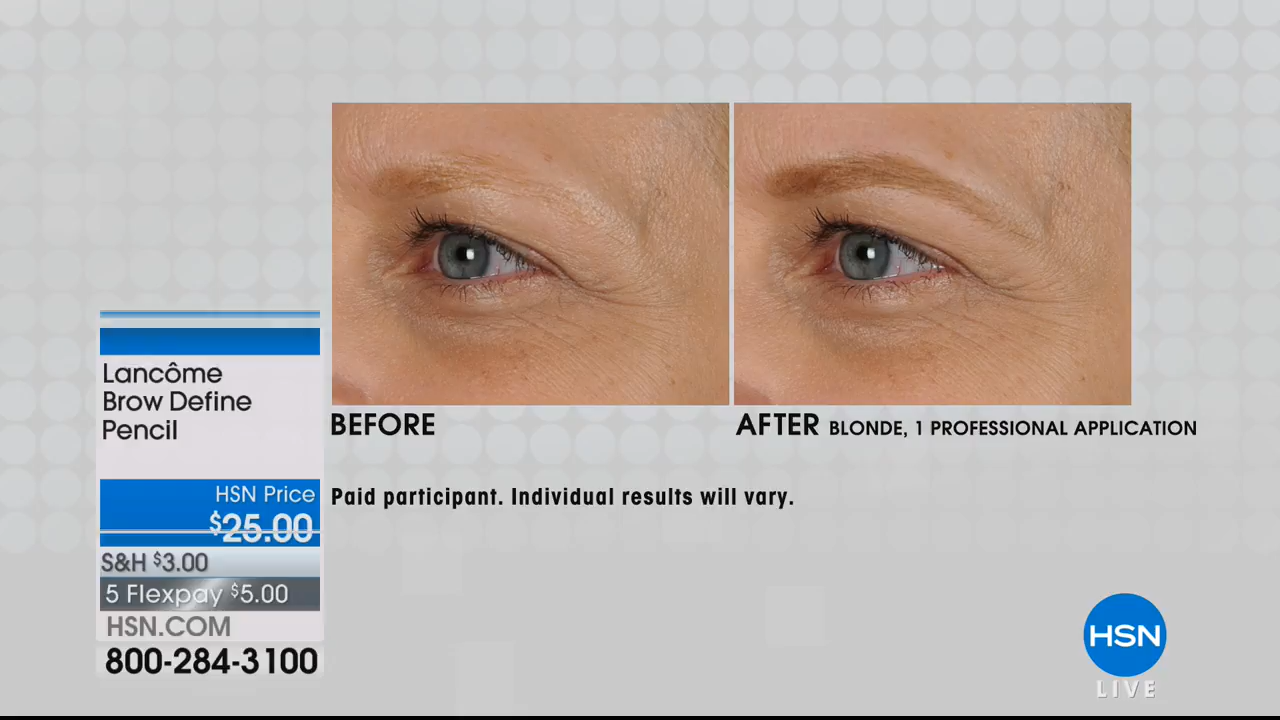 Lancôme
Brow Define
Pencil
HSN Price
$25.00
S&H $3.00
5 Flexpay $5.00
HSN.COM
800-284-3100
BEFORE
AFTER BLONDE, 1 PROFESSIONAL APPLICATION
Paid participant. Individual results will vary.
HSN
LIVE